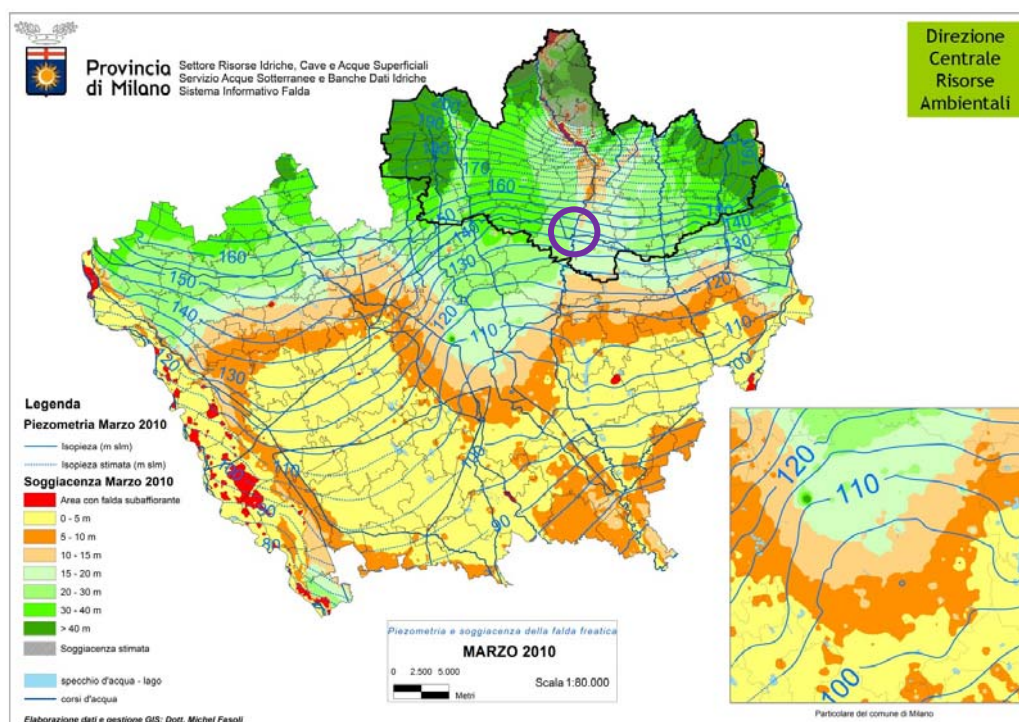 Provincia
di Milano
Settore Risorse Idriche, Cave e Acque Superficiali
Servizio Acque Sotterranee e Banche Dati Idriche
Sistema Informativo Falda
Direzione
Centrale
Risorse
Ambientali
190
170
160
160
150
140
130
140
130
120
130
120
110
110
110
100
90
90
80
Legenda
Piezometria Marzo 2010
Isopieza (m slm)
Isopieza stimata (m slm)
Soggiacenza Marzo 2010
Area con falda subaffiorante
0 - 5 m
5 - 10 m
10 - 15 m
15 - 20 m
20 - 30 m
30 - 40 m
> 40 m
Soggiacenza stimata
specchio d'acqua - lago
corsi d'acqua
Elaborazione dati e gestione GIS: Dott. Michel Fasoli
Piezometria e soggiacenza della falda freatica
MARZO 2010
0 2.500 5.000
Metri
Scala 1:80.000
120
110
100
Particolare del comune di Milano